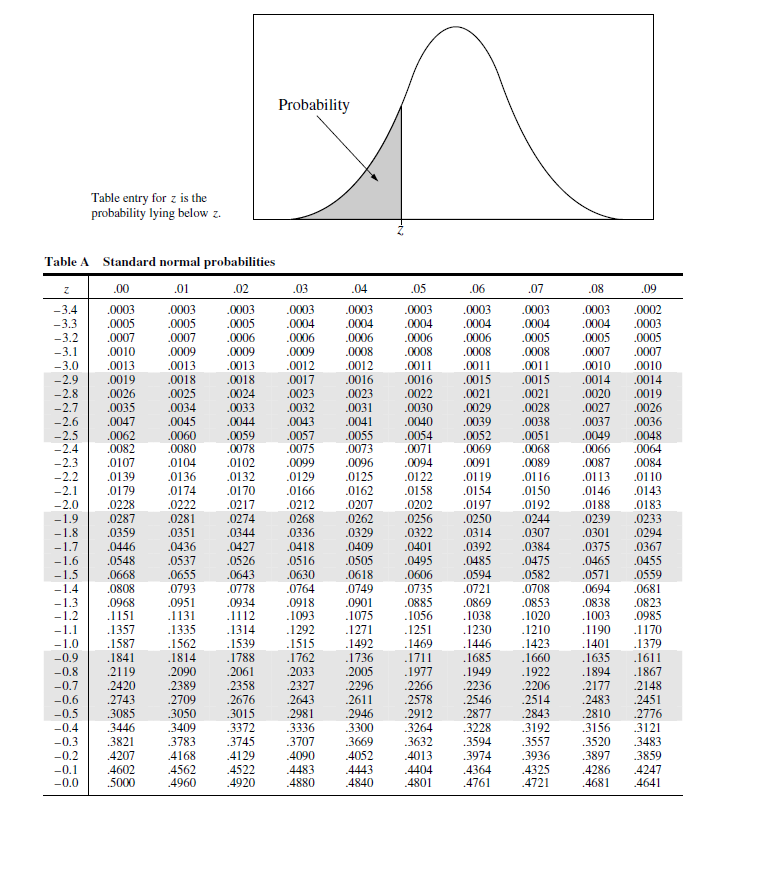 Probability
Table entry for z is the
probability lying below z.
z
Table A Standard normal probabilities
z .00 .01 .02 .03 .04 .05 .06 .07 .08 .09
−3.4 .0003 .0003 .0003 .0003 .0003 .0003 .0003 .0003 .0003 .0002
−3.3 .0005 .0005 .0005 .0004 .0004 .0004 .0004 .0004 .0004 .0003
−3.2 .0007 .0007 .0006 .0006 .0006 .0006 .0006 .0005 .0005 .0005
−3.1 .0010 .0009 .0009 .0009 .0008 .0008 .0008 .0008 .0007 .0007
−3.0 .0013 .0013 .0013 .0012 .0012 .0011 .0011 .0011 .0010 .0010
−2.9 .0019 .0018 .0018 .0017 .0016 .0016 .0015 .0015 .0014 .0014
−2.8 .0026 .0025 .0024 .0023 .0023 .0022 .0021 .0021 .0020 .0019
−2.7 .0035 .0034 .0033 .0032 .0031 .0030 .0029 .0028 .0027 .0026
−2.6 .0047 .0045 .0044 .0043 .0041 .0040 .0039 .0038 .0037 .0036
−2.5 .0062 .0060 .0059 .0057 .0055 .0054 .0052 .0051 .0049 .0048
−2.4 .0082 .0080 .0078 .0075 .0073 .0071 .0069 .0068 .0066 .0064
−2.3 .0107 .0104 .0102 .0099 .0096 .0094 .0091 .0089 .0087 .0084
−2.2 .0139 .0136 .0132 .0129 .0125 .0122 .0119 .0116 .0113 .0110
−2.1 .0179 .0174 .0170 .0166 .0162 .0158 .0154 .0150 .0146 .0143
−2.0 .0228 .0222 .0217 .0212 .0207 .0202 .0197 .0192 .0188 .0183
−1.9 .0287 .0281 .0274 .0268 .0262 .0256 .0250 .0244 .0239 .0233
−1.8 .0359 .0351 .0344 .0336 .0329 .0322 .0314 .0307 .0301 .0294
−1.7 .0446 .0436 .0427 .0418 .0409 .0401 .0392 .0384 .0375 .0367
−1.6 .0548 .0537 .0526 .0516 .0505 .0495 .0485 .0475 .0465 .0455
−1.5 .0668 .0655 .0643 .0630 .0618 .0606 .0594 .0582 .0571 .0559
−1.4 .0808 .0793 .0778 .0764 .0749 .0735 .0721 .0708 .0694 .0681
−1.3 .0968 .0951 .0934 .0918 .0901 .0885 .0869 .0853 .0838 .0823
−1.2 .1151 .1131 .1112 .1093 .1075 .1056 .1038 .1020 .1003 .0985
−1.1 .1357 .1335 .1314 .1292 .1271 .1251 .1230 .1210 .1190 .1170
−1.0 .1587 .1562 .1539 .1515 .1492 .1469 .1446 .1423 .1401 .1379
−0.9 .1841 .1814 .1788 .1762 .1736 .1711 .1685 .1660 .1635 .1611
−0.8 .2119 .2090 .2061 .2033 .2005 .1977 .1949 .1922 .1894 .1867
−0.7 .2420 .2389 .2358 .2327 .2296 .2266 .2236 .2206 .2177 .2148
−0.6 .2743 .2709 .2676 .2643 .2611 .2578 .2546 .2514 .2483 .2451
−0.5 .3085 .3050 .3015 .2981 .2946 .2912 .2877 .2843 .2810 .2776
−0.4 .3446 .3409 .3372 .3336 .3300 .3264 .3228 .3192 .3156 .3121
−0.3 .3821 .3783 .3745 .3707 .3669 .3632 .3594 .3557 .3520 .3483
−0.2 .4207 .4168 .4129 .4090 .4052 .4013 .3974 .3936 .3897 .3859
−0.1 .4602 .4562 .4522 .4483 .4443 .4404 .4364 .4325 .4286 .4247
−0.0 .5000 .4960 .4920 .4880 .4840 .4801 .4761 .4721 .4681 .4641